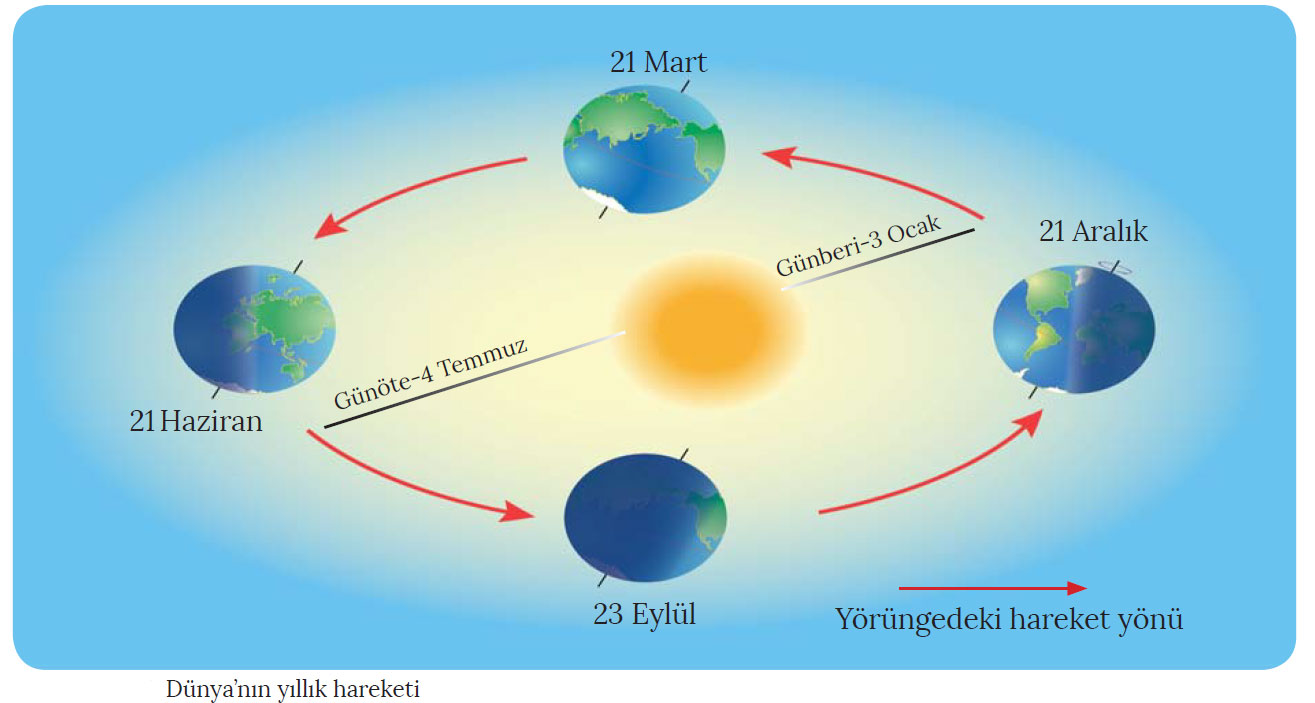 21 Mart
21 Aralık
Günberi-3 Ocak
Günöte-4 Temmuz
21 Haziran
23 Eylül
Yörüngedeki hareket yönü
Dünya'nın yıllık hareketi